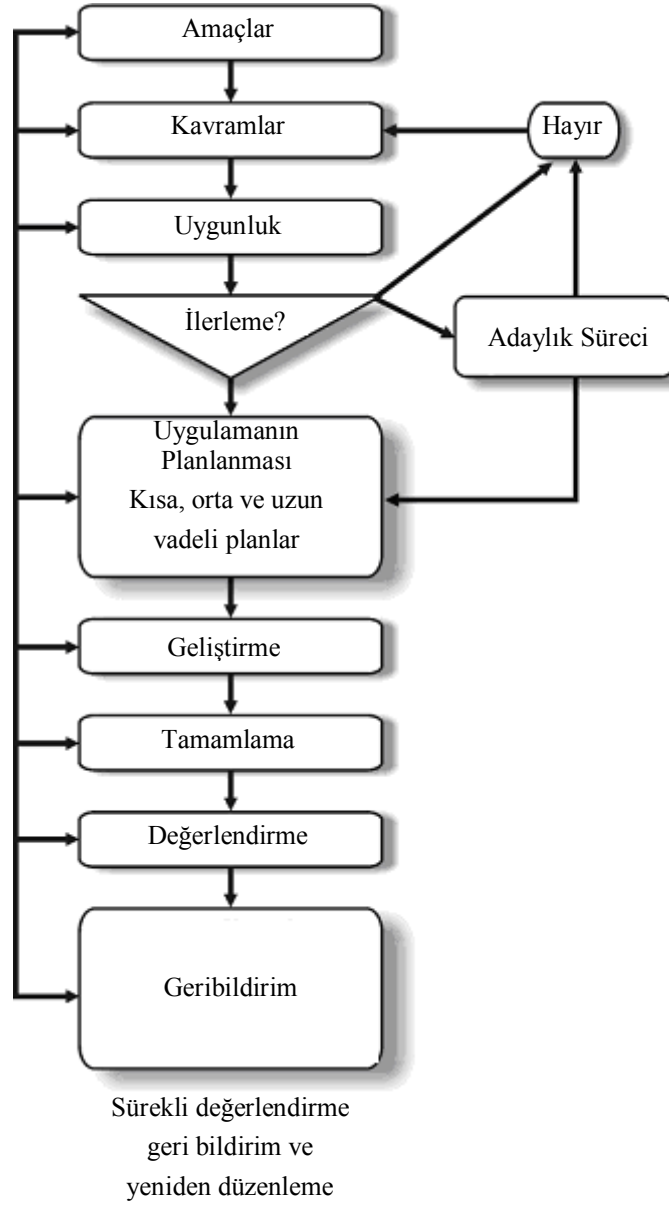 Amaçlar
Kavramlar
Hayır
Uygunluk
İlerleme?
Adaylık Süreci
Uygulamanın
Planlanması
Kısa, orta ve uzun
vadeli planlar
Geliştirme
Tamamlama
Değerlendirme
Geribildirim
Sürekli değerlendirme
geri bildirim ve
yeniden düzenleme